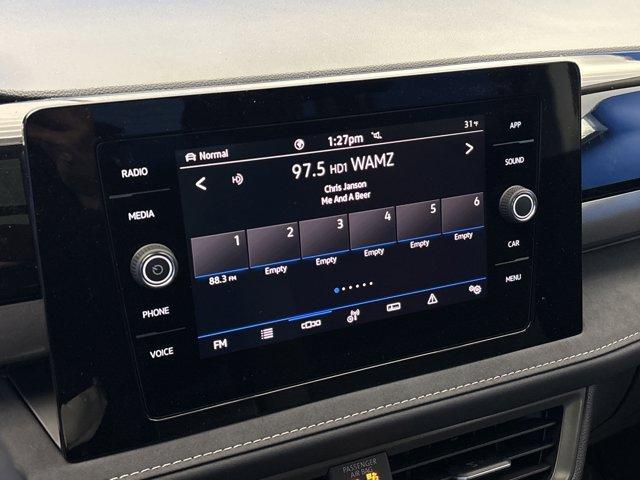 RADIO
MEDIA
PHONE
VOICE
Normal
1:27pm
31 °F
97.5 HD1 WAMZ
Chris Janson
Me And A Beer
1 2 3 4 5 6
88.3 FM Empty Empty Empty Empty Empty
FM
APP
SOUND
CAR
MENU
PASSENGER
AIR BAG